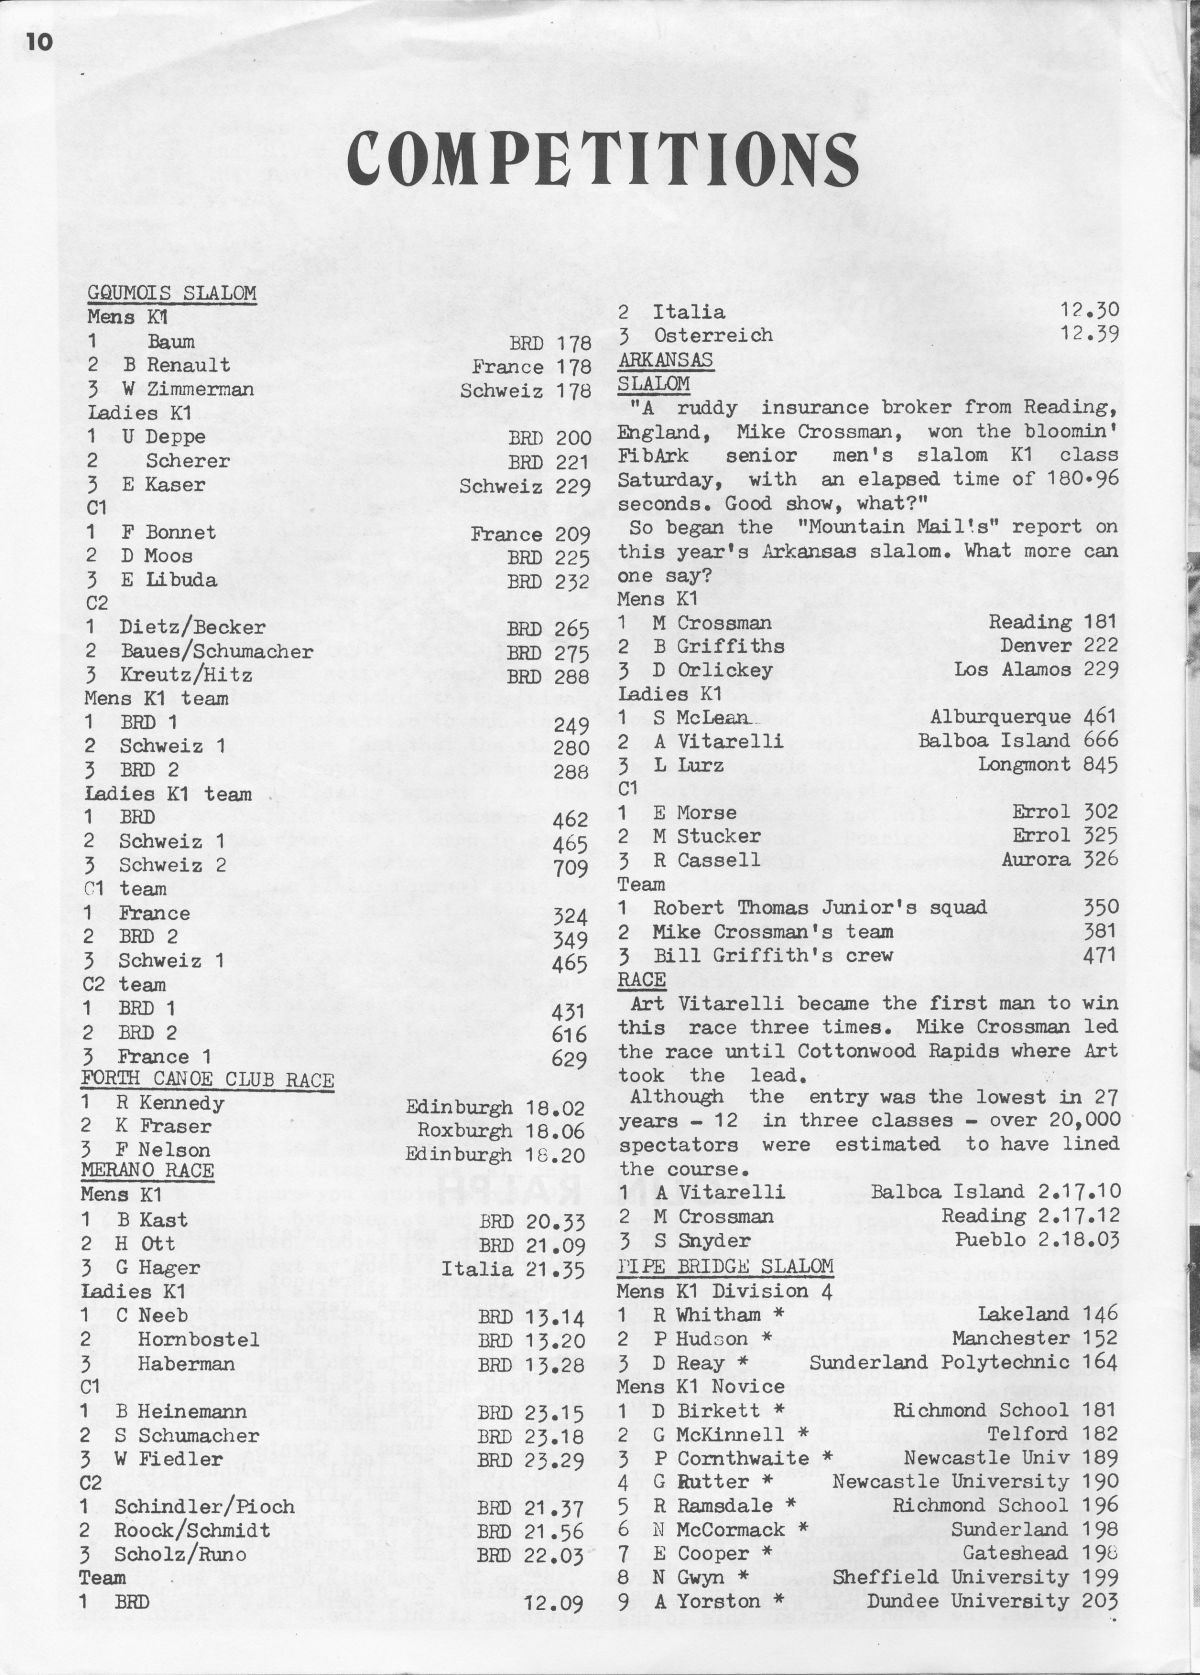 10
COMPETITIONS
GOUMOIS SLALOM
Mens K1
1 Baum BRD 178
2 B Renault France 178
3 W Zimmerman Schweiz 178
Ladies K1
1 U Deppe BRD 200
2 Scherer BRD 221
3 E Kaser Schweiz 229
C1
1 F Bonnet France 209
2 D Moos BRD 225
3 E Libuda BRD 232
C2
1 Dietz/Becker BRD 265
2 Baues/Schumacher BRD 275
3 Kreutz/Hitz BRD 288
Mens K1 team
1 BRD 1 249
2 Schweiz 1 280
3 BRD 2 288
Ladies K1 team
1 BRD 462
2 Schweiz 1 465
3 Schweiz 2 709
C1 team
1 France 324
2 BRD 2 349
3 Schweiz 1 465
C2 team
1 BRD 1 431
2 BRD 2 616
3 France 1 629
FORTH CANOE CLUB RACE
1 R Kennedy Edinburgh 18.02
2 K Fraser Roxburgh 18.06
3 F Nelson Edinburgh 18.20
MERANO RACE
Mens K1
1 B Kast BRD 20.33
2 H Ott BRD 21.09
3 G Hager Italia 21.35
Ladies K1
1 C Neeb BRD 13.14
2 Hornbostel BRD 13.20
3 Haberman BRD 13.28
C1
1 B Heinemann BRD 23.15
2 S Schumacher BRD 23.18
3 W Fiedler BRD 23.29
C2
1 Schindler/Pioch BRD 21.37
2 Roock/Schmidt BRD 21.56
3 Scholz/Runo BRD 22.03
Team
1 BRD 12.09
2 Italia 12.30
3 Osterreich 12.39
ARKANSAS
SLALOM
"A ruddy insurance broker from Reading,
England, Mike Crossman, won the bloomin'
FibArk senior men's slalom K1 class
Saturday, with an elapsed time of 180·96
seconds. Good show, what?"
So began the "Mountain Mail's" report on
this year's Arkansas slalom. What more can
one say?
Mens K1
1 M Crossman Reading 181
2 B Griffiths Denver 222
3 D Orlickey Los Alamos 229
Ladies K1
1 S McLean Alburquerque 461
2 A Vitarelli Balboa Island 666
3 L Lurz Longmont 845
C1
1 E Morse Errol 302
2 M Stucker Errol 325
3 R Cassell Aurora 326
Team
1 Robert Thomas Junior's squad 350
2 Mike Crossman's team 381
3 Bill Griffith's crew 471
RACE
Art Vitarelli became the first man to win
this race three times. Mike Crossman led
the race until Cottonwood Rapids where Art
took the lead.
Although the entry was the lowest in 27
years - 12 in three classes - over 20,000
spectators were estimated to have lined
the course.
1 A Vitarelli Balbca Island 2.17.10
2 M Crossman Reading 2.17.12
3 S Snyder Pueblo 2.18.03
PIPE BRIDGE SLALOM
Mens K1 Division 4
1 R Whitham * Lakeland 146
2 P Hudson * Manchester 152
3 D Reay * Sunderland Polytechnic 164
Mens K1 Novice
1 D Birkett * Richmond School 181
2 G McKinnell * Telford 182
3 P Cornthwaite * Newcastle Univ 189
4 G Rutter * Newcastle University 190
5 R Ramsdale * Richmond School 196
6 N McCormack * Sunderland 198
7 E Cooper * Gateshead 198
8 N Gwyn * Sheffield University 199
9 A Yorston * Dundee University 203